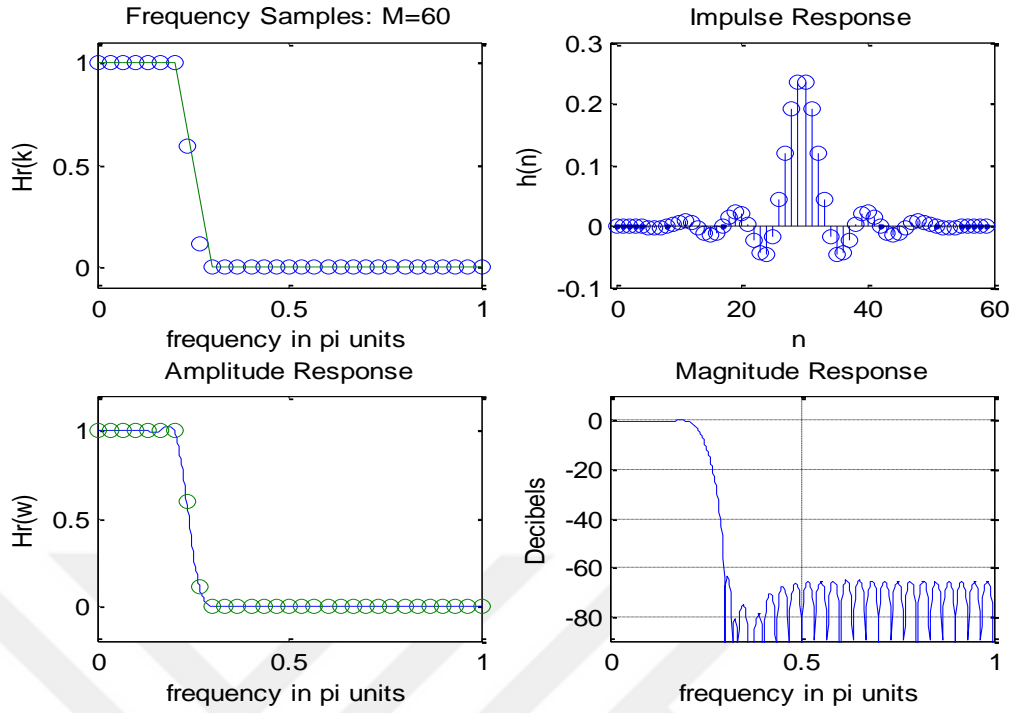 Frequency Samples: M=60
1
0.5
0
Hr(k)
0
0.5
1
frequency in pi units
Impulse Response
0.3
0.2
0.1
0
-0.1
h(n)
0
20
40
60
n
Amplitude Response
1
0.5
0
Hr(w)
0
0.5
1
frequency in pi units
Magnitude Response
0
-20
-40
-60
-80
Decibels
0
0.5
1
frequency in pi units